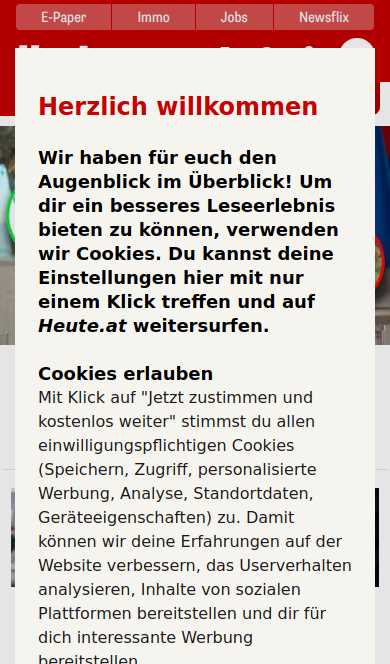 E-Paper Immo Jobs Newsflix
Herzlich willkommen
Wir haben für euch den
Augenblick im Überblick! Um
dir ein besseres Leseerlebnis
bieten zu können, verwenden
wir Cookies. Du kannst deine
Einstellungen hier mit nur
einem Klick treffen und auf
Heute.at weitersurfen.
Cookies erlauben
Mit Klick auf "Jetzt zustimmen und
kostenlos weiter" stimmst du allen
einwilligungspflichtigen Cookies
(Speichern, Zugriff, personalisierte
Werbung, Analyse, Standortdaten,
Geräteeigenschaften) zu. Damit
können wir deine Erfahrungen auf der
Website verbessern, das Userverhalten
analysieren, Inhalte von sozialen
Plattformen bereitstellen und dir für
dich interessante Werbung
bereitstellen